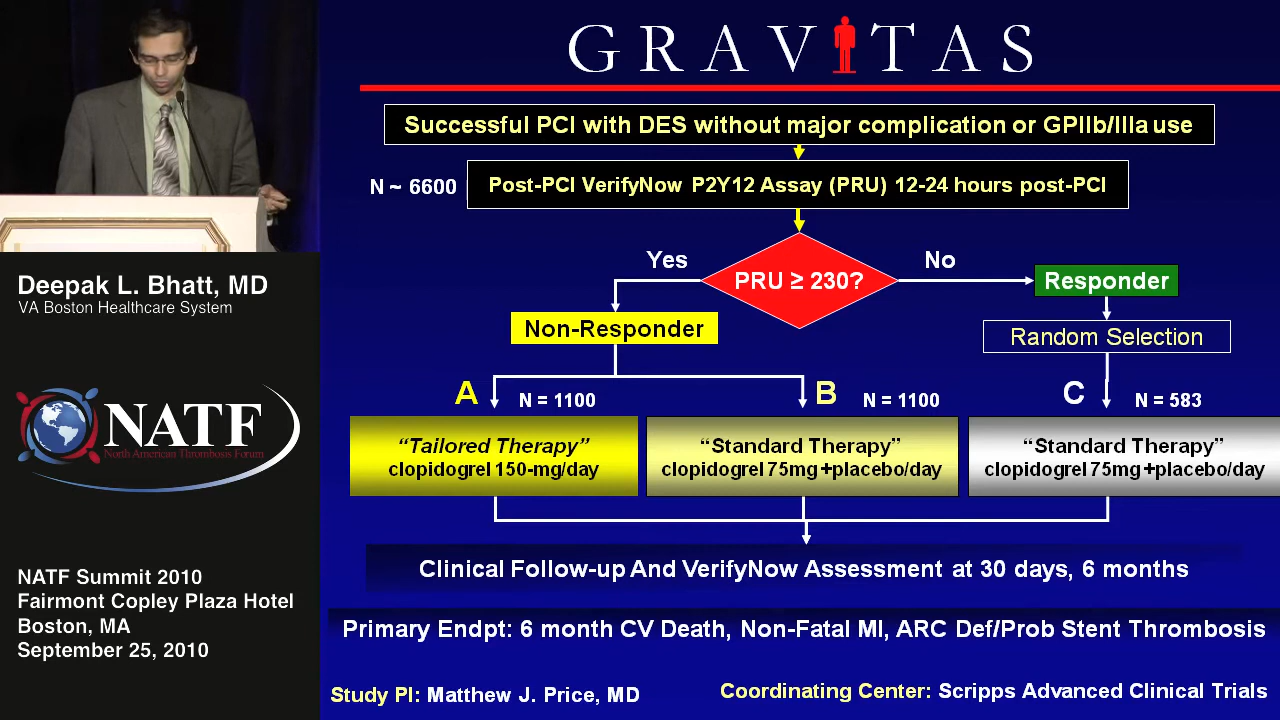 GRAVITAS
Successful PCI with DES without major complication or GPIIb/IIIa use
N ~ 6600
Post-PCI VerifyNow P2Y12 Assay (PRU) 12-24 hours post-PCI
Yes
PRU ≥ 230?
No
Responder
Non-Responder
Random Selection
A
N = 1100
B
N = 1100
C
N = 583
“Tailored Therapy”
clopidogrel 150-mg/day
“Standard Therapy”
clopidogrel 75mg+placebo/day
“Standard Therapy”
clopidogrel 75mg+placebo/day
Clinical Follow-up And VerifyNow Assessment at 30 days, 6 months
Primary Endpt: 6 month CV Death, Non-Fatal MI, ARC Def/Prob Stent Thrombosis
Study PI: Matthew J. Price, MD
Coordinating Center: Scripps Advanced Clinical Trials
Deepak L. Bhatt, MD
VA Boston Healthcare System
NATF
North American Thrombosis Forum
NATF Summit 2010
Fairmont Copley Plaza Hotel
Boston, MA
September 25, 2010